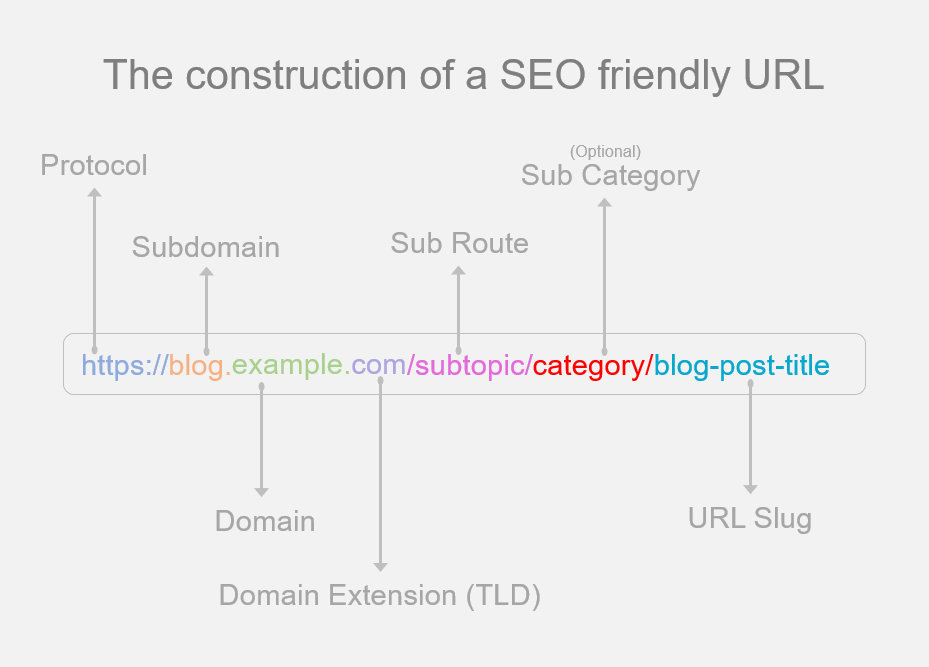 The construction of a SEO friendly URL
(Optional)
Protocol
Sub Category
Subdomain
Sub Route
https://blog.example.com/subtopic/category/blog-post-title
Domain
URL Slug
Domain Extension (TLD)